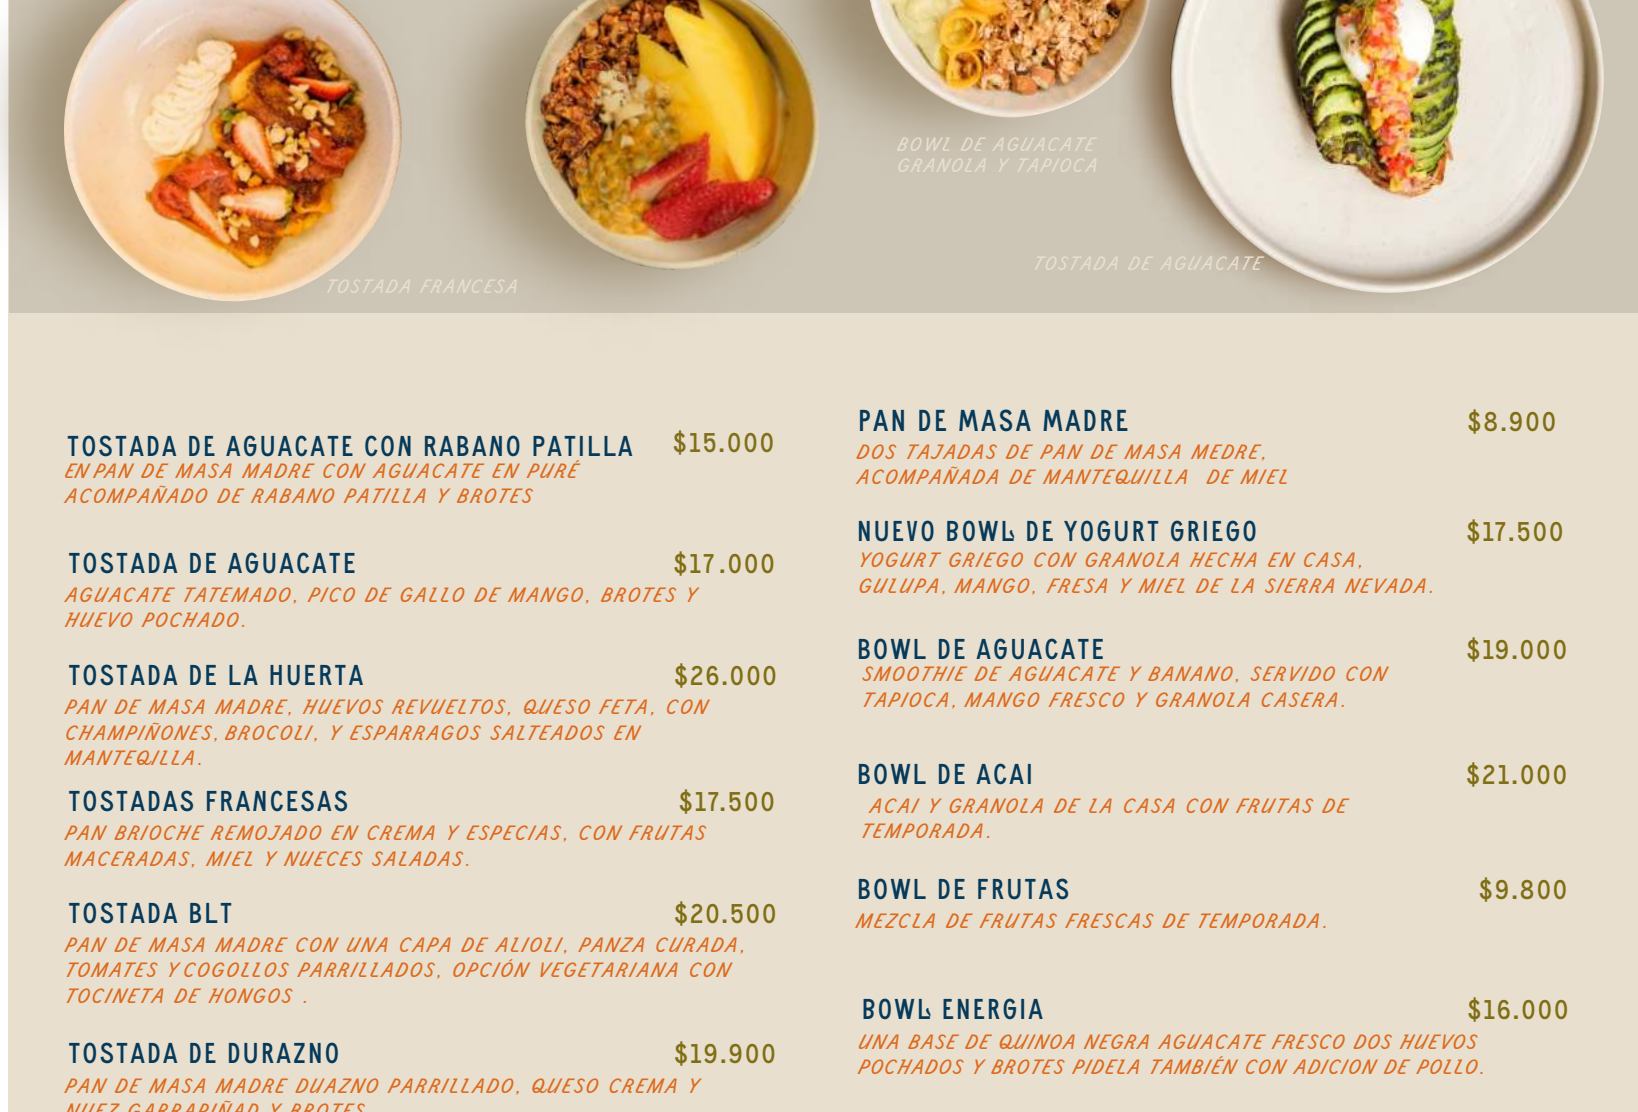 BOWL DE AGUACATE
GRANOLA Y TAPIOCA
TOSTADA DE AGUACATE
TOSTADA FRANCESA
TOSTADA DE AGUACATE CON RABANO PATILLA $15.000
EN PAN DE MASA MADRE CON AGUACATE EN PURÉ
ACOMPAÑADO DE RABANO PATILLA Y BROTES
TOSTADA DE AGUACATE $17.000
AGUACATE TATEMADO, PICO DE GALLO DE MANGO, BROTES Y
HUEVO POCHADO.
TOSTADA DE LA HUERTA $26.000
PAN DE MASA MADRE, HUEVOS REVUELTOS, QUESO FETA, CON
CHAMPIÑONES, BROCOLI, Y ESPARRAGOS SALTEADOS EN
MANTEQILLA.
TOSTADAS FRANCESAS $17.500
PAN BRIOCHE REMOJADO EN CREMA Y ESPECIAS, CON FRUTAS
MACERADAS, MIEL Y NUECES SALADAS.
TOSTADA BLT $20.500
PAN DE MASA MADRE CON UNA CAPA DE ALIOLI, PANZA CURADA,
TOMATES Y COGOLLOS PARRILLADOS, OPCIÓN VEGETARIANA CON
TOCINETA DE HONGOS .
TOSTADA DE DURAZNO $19.900
PAN DE MASA MADRE DUAZNO PARRILLADO, QUESO CREMA Y
NUEZ GARRAPIÑAD Y BROTES
PAN DE MASA MADRE $8.900
DOS TAJADAS DE PAN DE MASA MEDRE,
ACOMPAÑADA DE MANTEQUILLA DE MIEL
NUEVO BOWL DE YOGURT GRIEGO $17.500
YOGURT GRIEGO CON GRANOLA HECHA EN CASA,
GULUPA, MANGO, FRESA Y MIEL DE LA SIERRA NEVADA.
BOWL DE AGUACATE $19.000
SMOOTHIE DE AGUACATE Y BANANO, SERVIDO CON
TAPIOCA, MANGO FRESCO Y GRANOLA CASERA.
BOWL DE ACAI $21.000
ACAI Y GRANOLA DE LA CASA CON FRUTAS DE
TEMPORADA.
BOWL DE FRUTAS $9.800
MEZCLA DE FRUTAS FRESCAS DE TEMPORADA.
BOWL ENERGIA $16.000
UNA BASE DE QUINOA NEGRA AGUACATE FRESCO DOS HUEVOS
POCHADOS Y BROTES PIDELA TAMBIÉN CON ADICION DE POLLO.